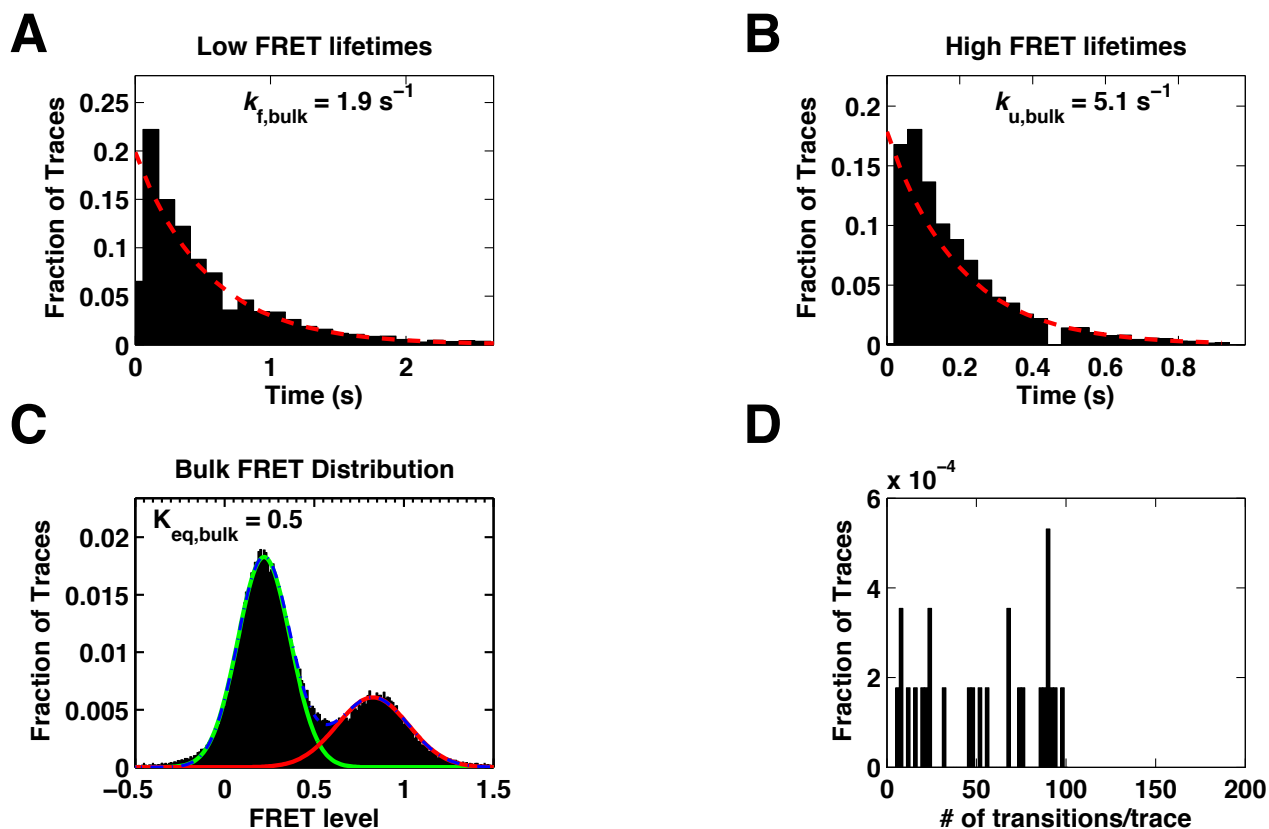 A
Low FRET lifetimes
k_f,bulk = 1.9 s⁻¹
Fraction of Traces
0.25
0.2
0.15
0.1
0.05
0
0 1 2
Time (s)
B
High FRET lifetimes
k_u,bulk = 5.1 s⁻¹
Fraction of Traces
0.2
0.15
0.1
0.05
0
0 0.2 0.4 0.6 0.8
Time (s)
C
Bulk FRET Distribution
K_eq,bulk = 0.5
Fraction of Traces
0.02
0.015
0.01
0.005
0
−0.5 0 0.5 1 1.5
FRET level
D
x 10⁻⁴
Fraction of Traces
6
4
2
0
0 50 100 150 200
# of transitions/trace